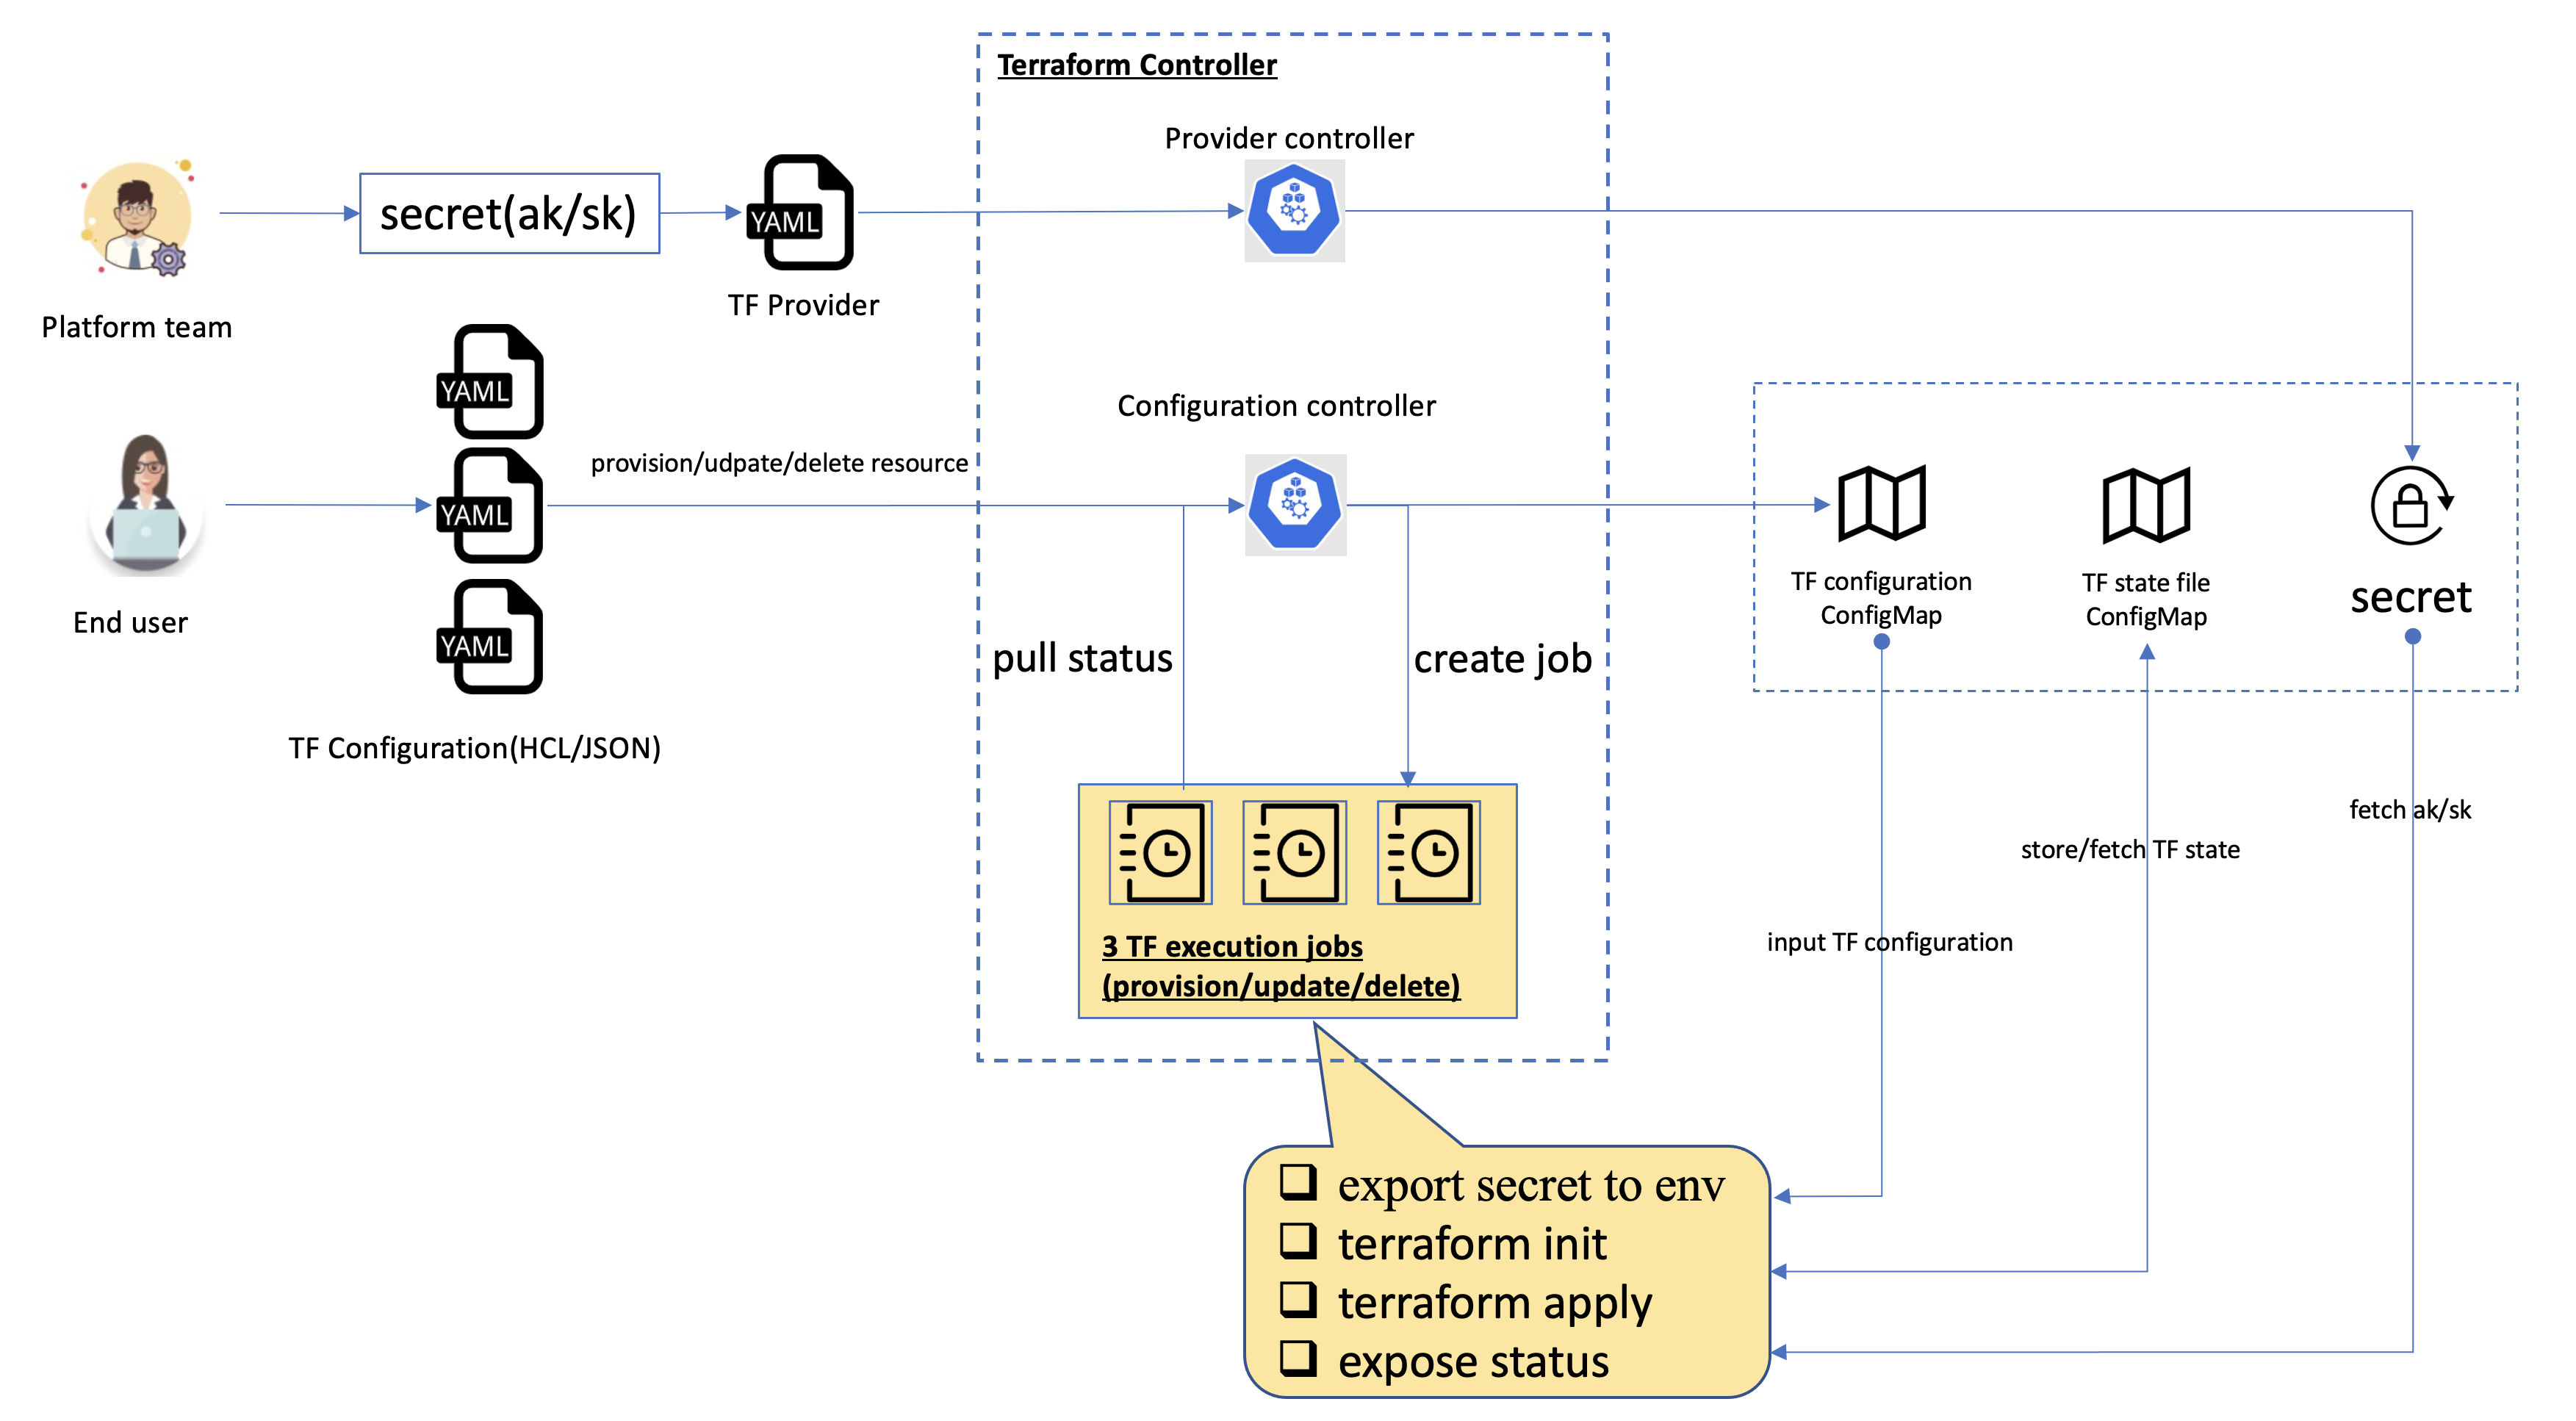 Terraform Controller
Provider controller
secret(ak/sk)
YAML
TF Provider
Platform team
YAML
Configuration controller
provision/udpate/delete resource
YAML
End user
YAML
TF Configuration(HCL/JSON)
TF configuration
ConfigMap
TF state file
ConfigMap
secret
pull status
create job
fetch ak/sk
store/fetch TF state
input TF configuration
3 TF execution jobs
(provision/update/delete)
export secret to env
terraform init
terraform apply
expose status